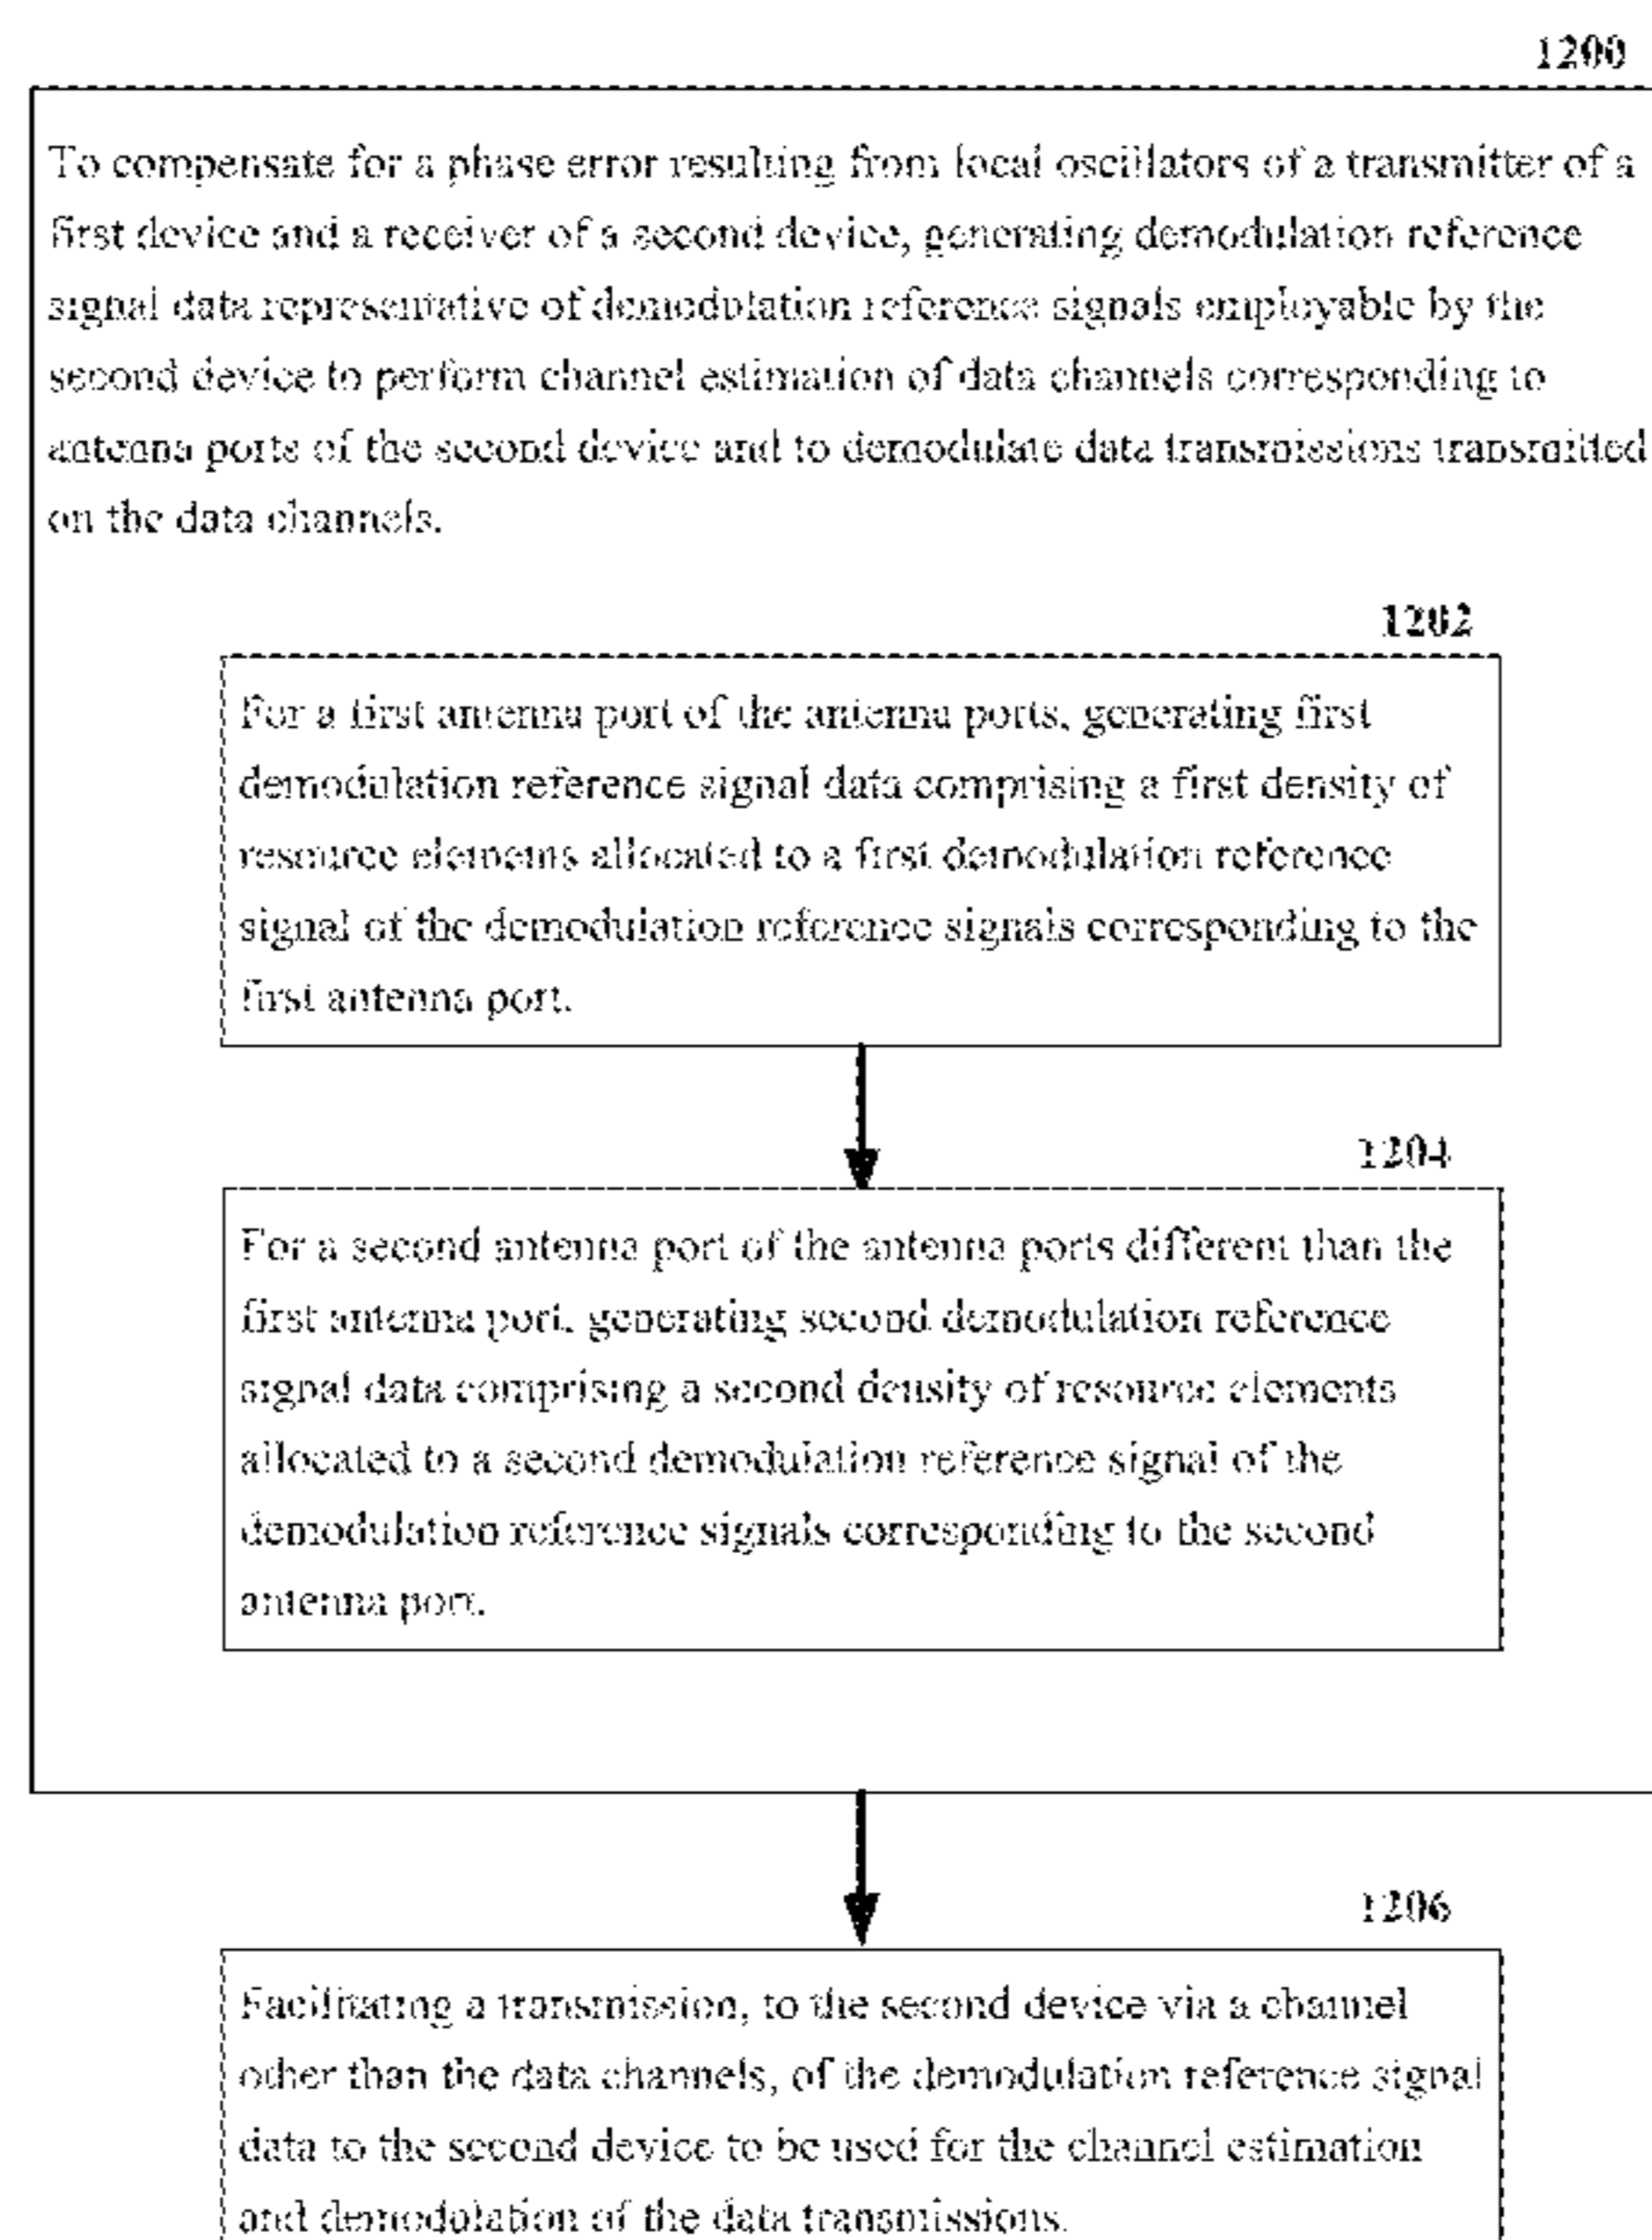 1200
To compensate for a phase error resulting from local oscillators of a transmitter of a
first device and a receiver of a second device, generating demodulation reference
signal data representative of demodulation reference signals employable by the
second device to perform channel estimation of data channels corresponding to
antenna ports of the second device and to demodulate data transmissions transmitted
on the data channels.
1202
For a first antenna port of the antenna ports, generating first
demodulation reference signal data comprising a first density of
resource elements allocated to a first demodulation reference
signal of the demodulation reference signals corresponding to the
first antenna port.
1204
For a second antenna port of the antenna ports different than the
first antenna port, generating second demodulation reference
signal data comprising a second density of resource elements
allocated to a second demodulation reference signal of the
demodulation reference signals corresponding to the second
antenna port.
1206
Facilitating a transmission, to the second device via a channel
other than the data channels, of the demodulation reference signal
data to the second device to be used for the channel estimation
and demodulation of the data transmissions.